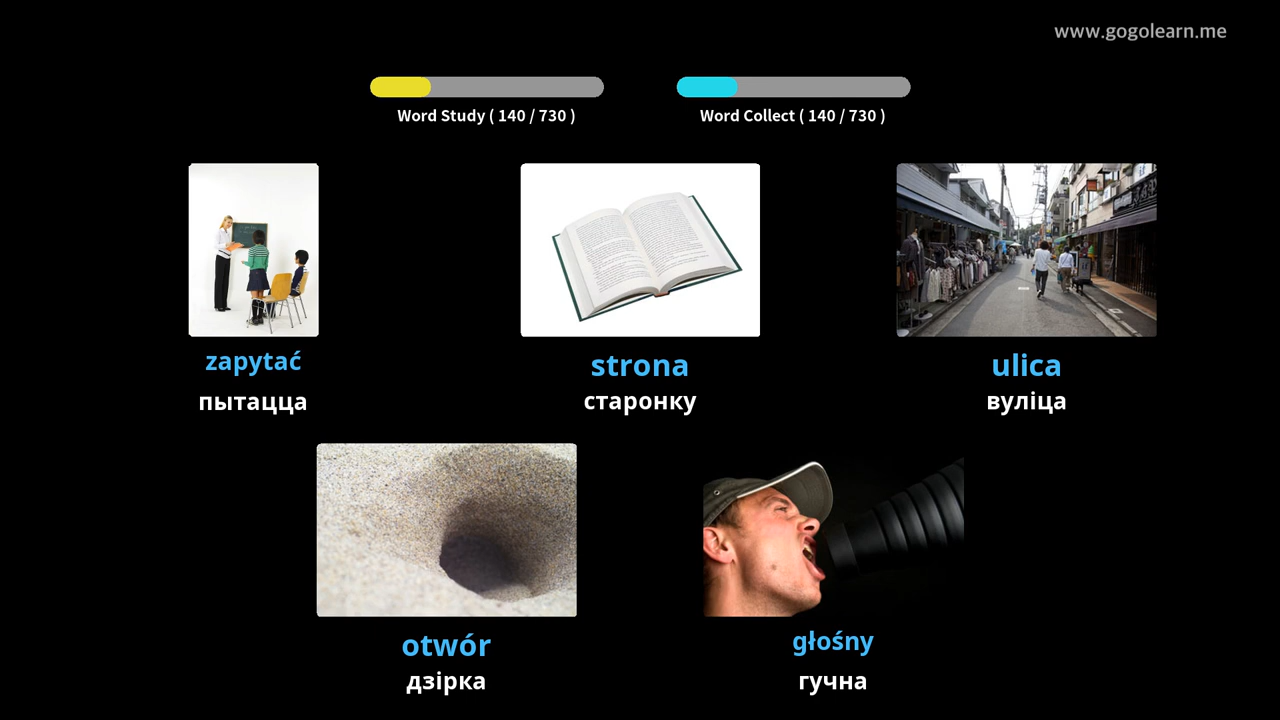 www.gogolearn.me
Word Study ( 140 / 730 )
Word Collect ( 140 / 730 )
zapytać
пытацца
strona
старонку
ulica
вуліца
otwór
дзірка
głośny
гучна